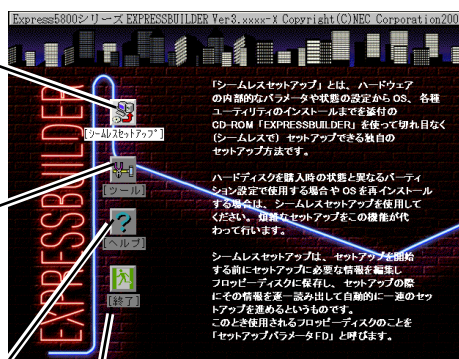 Express5800シリーズ EXPRESSBUILDER Ver3.xxxx-X Copyright(C)NEC Corporation200
EXPRESSBUILDER
[シームレスセットアップ]
[ツール]
[ヘルプ]
[終了]
「シームレスセットアップ」とは、ハードウェア
の内部的なパラメータや状態の設定から OS、各種
ユーティリティのインストールまでを添付の
CD-ROM「EXPRESSBUILDER」を使って切れ目なく
(シームレスで)セットアップできる独自の
セットアップ方法です。
ハードディスクを購入時の状態と異なるパーティ
ション設定で使用する場合や OS を再インストール
する場合は、シームレスセットアップを使用して
ください。煩雑なセットアップをこの機能が代
わって行います。
シームレスセットアップは、セットアップを開始
する前にセットアップに必要な情報を編集し
フロッピーディスクに保存し、セットアップの際
にその情報を逐一読み出して自動的に一連のセッ
トアップを進めるというものです。
このとき使用されるフロッピーディスクのことを
「セットアップパラメータFD」と呼びます。